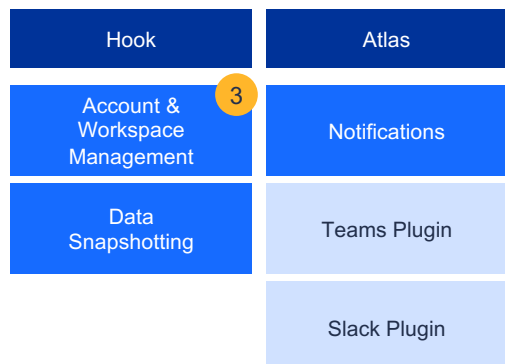 Hook
Atlas
3
Account &
Workspace
Management
Notifications
Data
Snapshotting
Teams Plugin
Slack Plugin